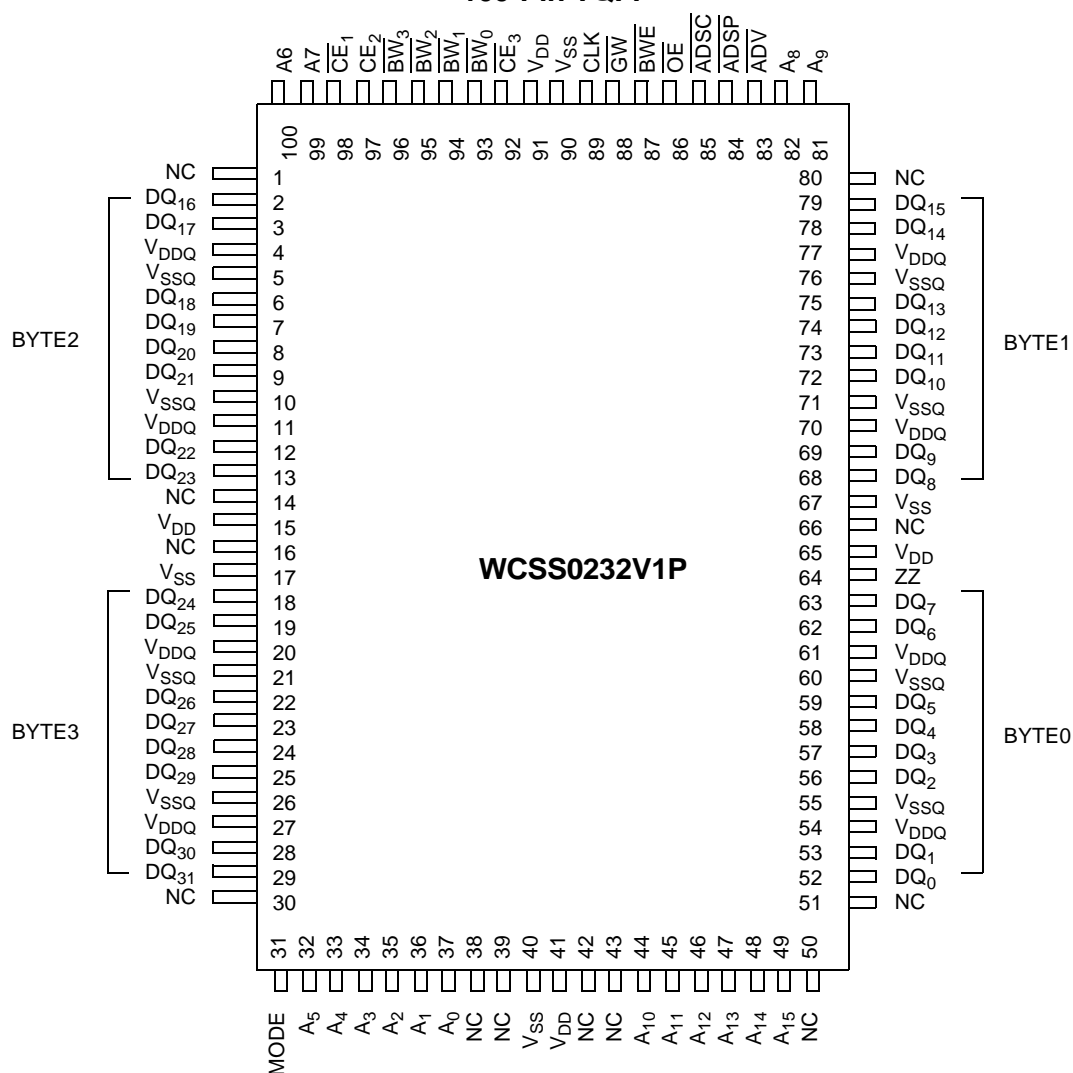 A6
A7
CE1
CE2
BW3
BW2
BW1
BW0
CE3
VDD
VSS
CLK
GW
BWE
OE
ADSC
ADSP
ADV
A8
A9
100
99
98
97
96
95
94
93
92
91
90
89
88
87
86
85
84
83
82
81
BYTE2
BYTE3
NC 1
DQ16 2
DQ17 3
VDDQ 4
VSSQ 5
DQ18 6
DQ19 7
DQ20 8
DQ21 9
VSSQ 10
VDDQ 11
DQ22 12
DQ23 13
NC 14
VDD 15
NC 16
VSS 17
DQ24 18
DQ25 19
VDDQ 20
VSSQ 21
DQ26 22
DQ27 23
DQ28 24
DQ29 25
VSSQ 26
VDDQ 27
DQ30 28
DQ31 29
NC 30
WCSS0232V1P
80 NC
79 DQ15
78 DQ14
77 VDDQ
76 VSSQ
75 DQ13
74 DQ12
73 DQ11
72 DQ10
71 VSSQ
70 VDDQ
69 DQ9
68 DQ8
67 VSS
66 NC
65 VDD
64 ZZ
63 DQ7
62 DQ6
61 VDDQ
60 VSSQ
59 DQ5
58 DQ4
57 DQ3
56 DQ2
55 VSSQ
54 VDDQ
53 DQ1
52 DQ0
51 NC
BYTE1
BYTE0
31
32
33
34
35
36
37
38
39
40
41
42
43
44
45
46
47
48
49
50
MODE
A5
A4
A3
A2
A1
A0
NC
NC
VSS
VDD
NC
NC
A10
A11
A12
A13
A14
A15
NC